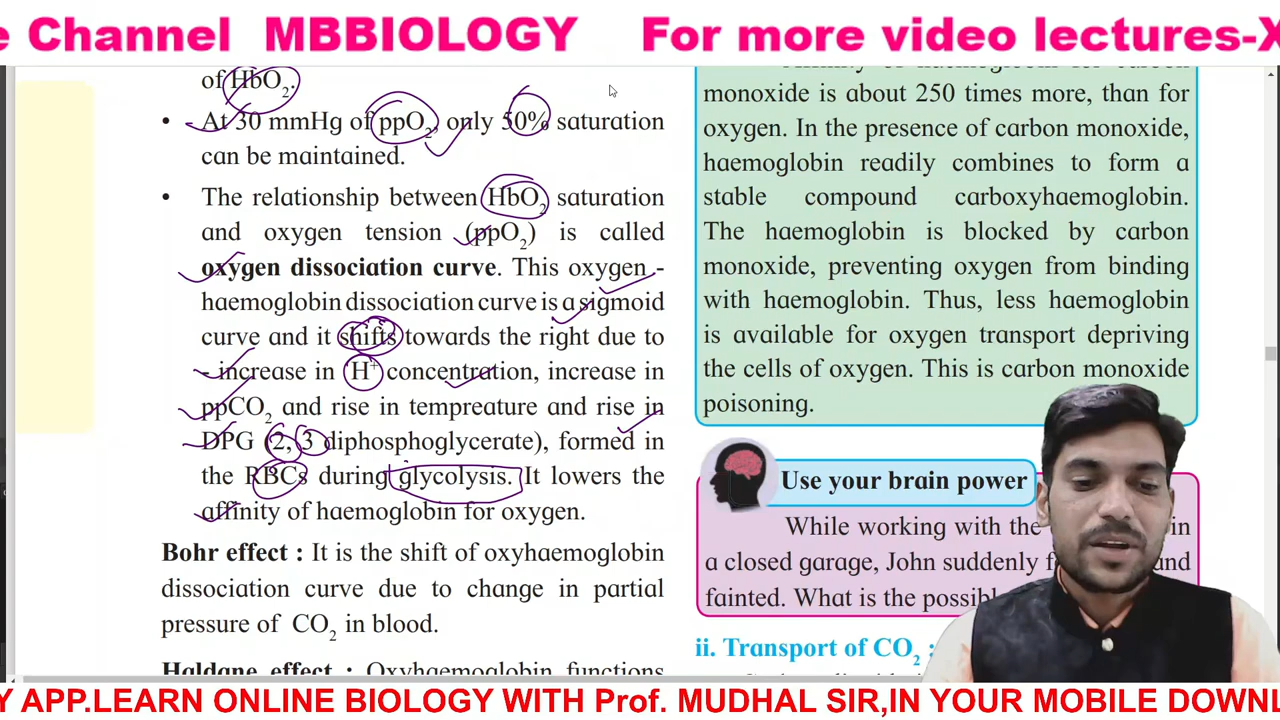 e Channel MBBIOLOGY For more video lectures-X
of HbO2.
• At 30 mmHg of ppO2, only 50% saturation
can be maintained.
• The relationship between HbO2 saturation
and oxygen tension (ppO2) is called
oxygen dissociation curve. This oxygen -
haemoglobin dissociation curve is a sigmoid
curve and it shifts towards the right due to
- increase in H+ concentration, increase in
ppCO2 and rise in tempreature and rise in
DPG (2, 3 diphosphoglycerate), formed in
the RBCs during glycolysis. It lowers the
affinity of haemoglobin for oxygen.
Bohr effect : It is the shift of oxyhaemoglobin
dissociation curve due to change in partial
pressure of CO2 in blood.
Haldane effect : Oxyhaemoglobin functions
monoxide is about 250 times more, than for
oxygen. In the presence of carbon monoxide,
haemoglobin readily combines to form a
stable compound carboxyhaemoglobin.
The haemoglobin is blocked by carbon
monoxide, preventing oxygen from binding
with haemoglobin. Thus, less haemoglobin
is available for oxygen transport depriving
the cells of oxygen. This is carbon monoxide
poisoning.
Use your brain power
While working with the in
a closed garage, John suddenly and
fainted. What is the
ii. Transport of CO2 :
Y APP.LEARN ONLINE BIOLOGY WITH Prof. MUDHAL SIR,IN YOUR MOBILE DOWNL